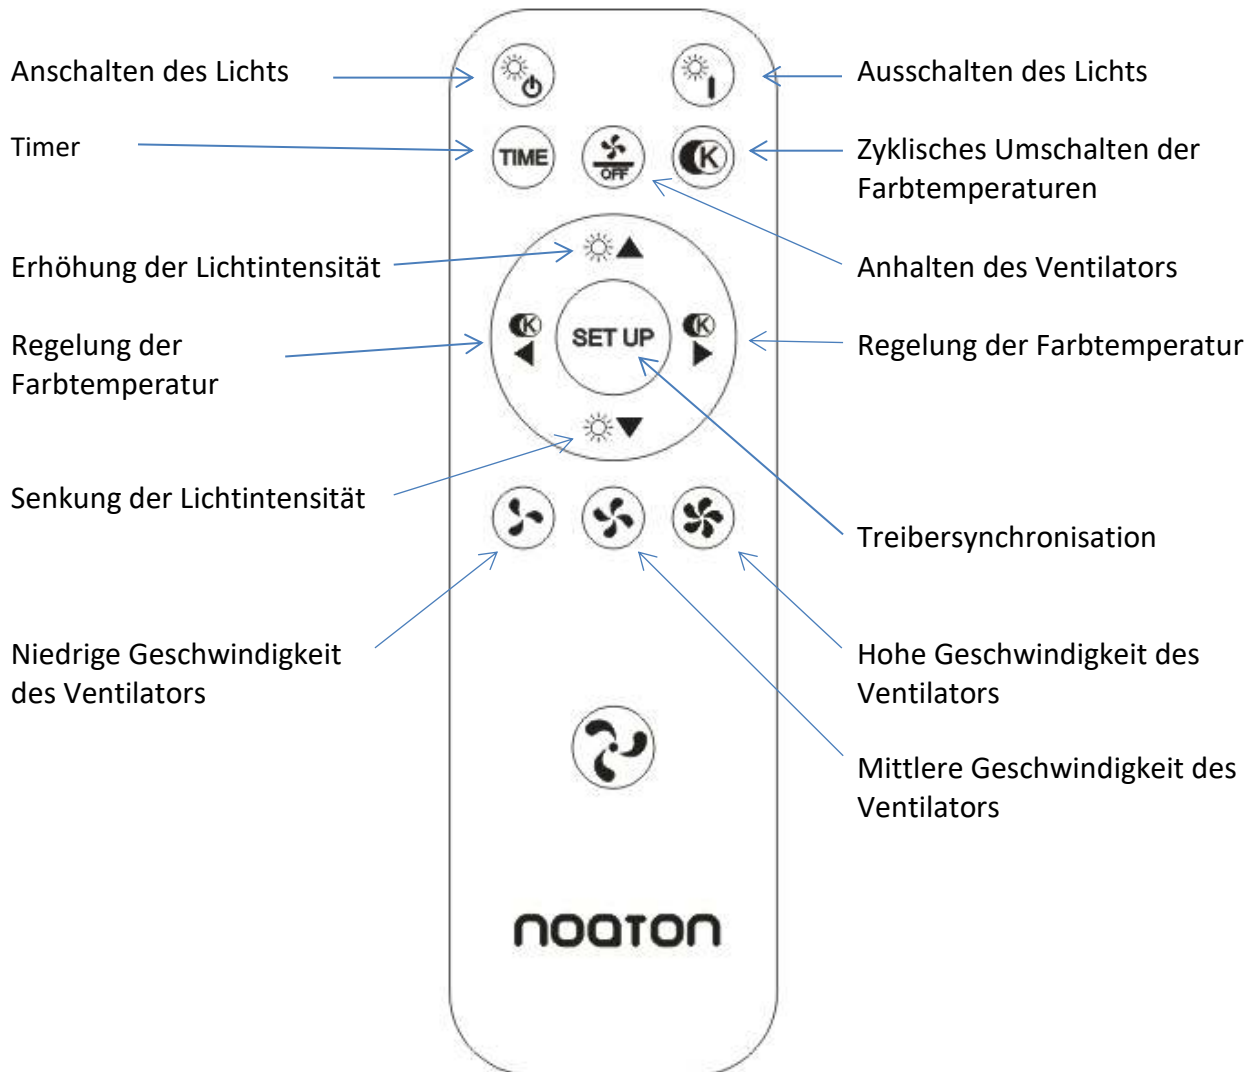 Anschalten des Lichts
Ausschalten des Lichts
Timer
TIME
OFF
K
Zyklisches Umschalten der
Farbtemperaturen
Erhöhung der Lichtintensität
Anhalten des Ventilators
Regelung der
Farbtemperatur
K
SET UP
K
Regelung der Farbtemperatur
Senkung der Lichtintensität
Treibersynchronisation
Niedrige Geschwindigkeit
des Ventilators
Hohe Geschwindigkeit des
Ventilators
Mittlere Geschwindigkeit des
Ventilators
noaton